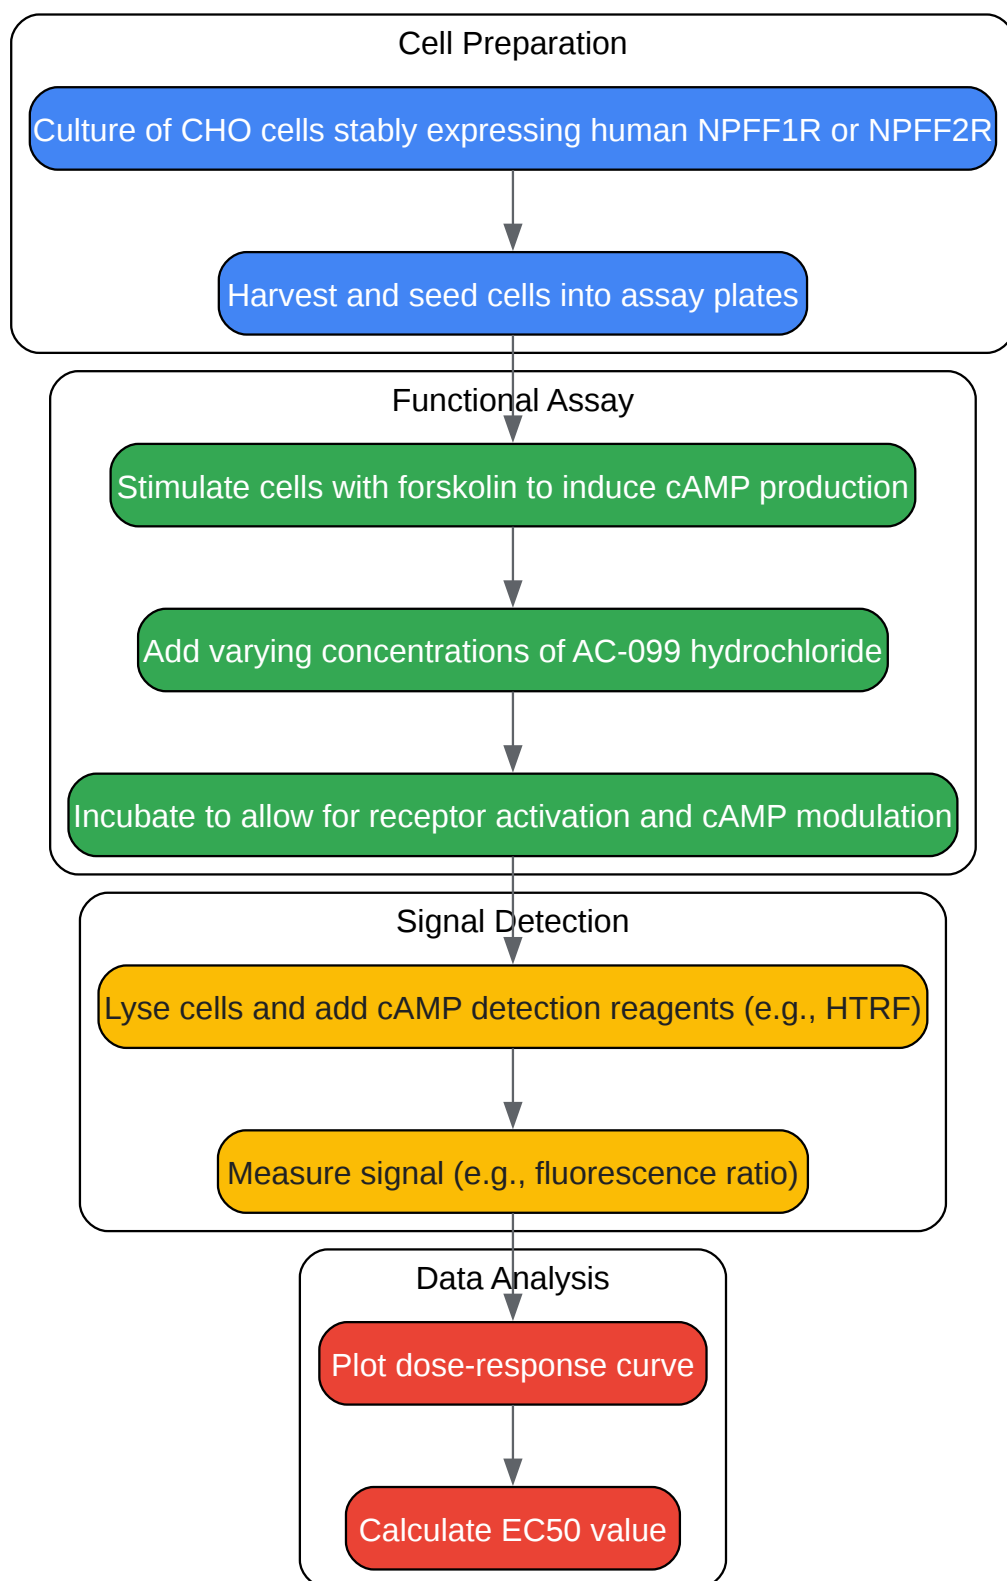 Cell Preparation
Culture of CHO cells stably expressing human NPFF1R or NPFF2R
Harvest and seed cells into assay plates
Functional Assay
Stimulate cells with forskolin to induce cAMP production
Add varying concentrations of AC-099 hydrochloride
Incubate to allow for receptor activation and cAMP modulation
Signal Detection
Lyse cells and add cAMP detection reagents (e.g., HTRF)
Measure signal (e.g., fluorescence ratio)
Data Analysis
Plot dose-response curve
Calculate EC50 value